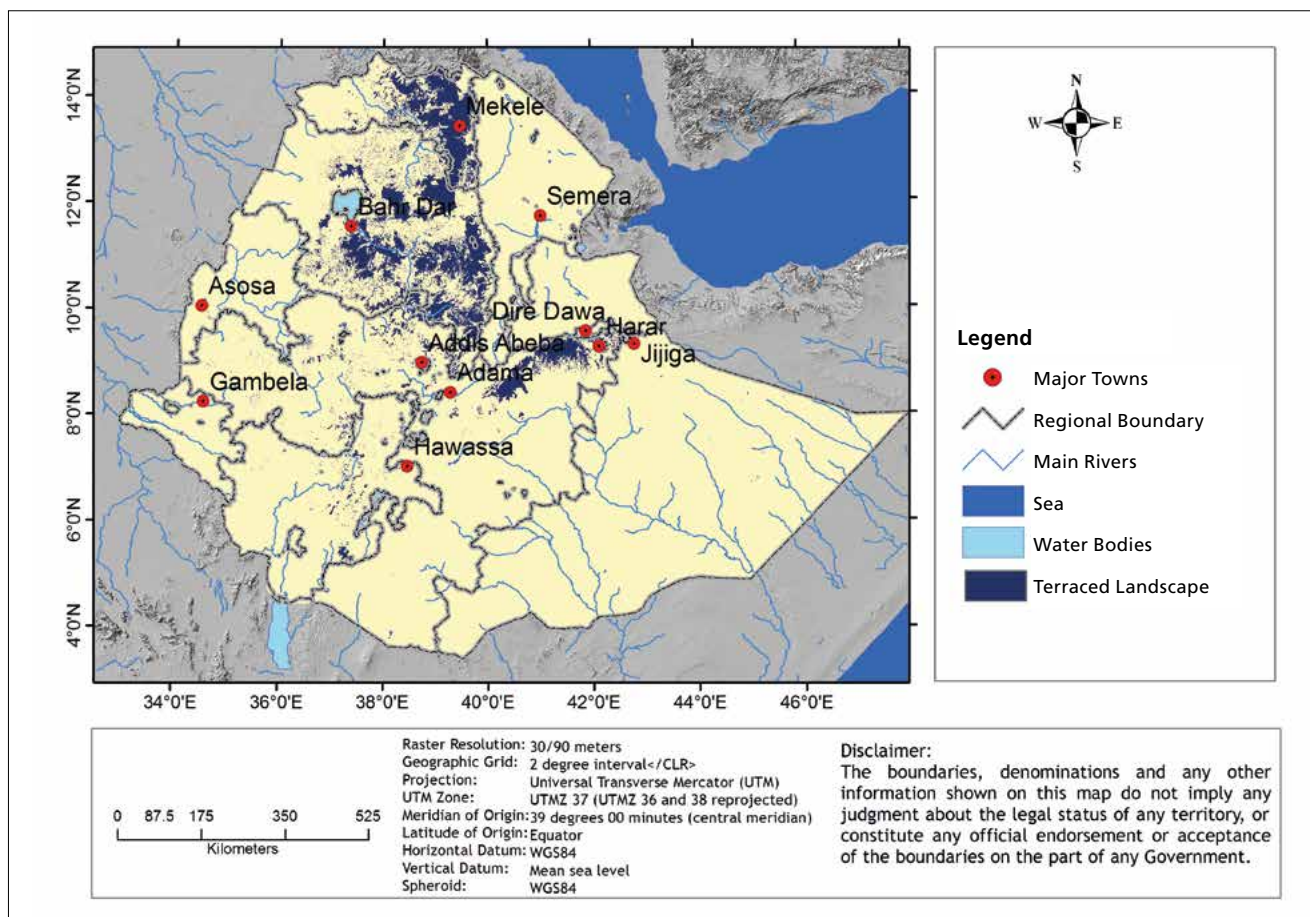 14°0'N
12°0'N
10°0'N
8°0'N
6°0'N
4°0'N
Mekele
Semera
Bahr Dar
Asosa
Dire Dawa
Harar
Addis Abeba
Jijiga
Adama
Gambela
Hawassa
34°0'E 36°0'E 38°0'E 40°0'E 42°0'E 44°0'E 46°0'E
N
W E
S
Legend
Major Towns
Regional Boundary
Main Rivers
Sea
Water Bodies
Terraced Landscape
0 87.5 175 350 525
Kilometers
Raster Resolution: 30/90 meters
Geographic Grid: 2 degree interval</CLR>
Projection: Universal Transverse Mercator (UTM)
UTM Zone: UTMZ 37 (UTMZ 36 and 38 reprojected)
Meridian of Origin: 39 degrees 00 minutes (central meridian)
Latitude of Origin: Equator
Horizontal Datum: WGS84
Vertical Datum: Mean sea level
Spheroid: WGS84
Disclaimer:
The boundaries, denominations and any other
information shown on this map do not imply any
judgment about the legal status of any territory, or
constitute any official endorsement or acceptance
of the boundaries on the part of any Government.